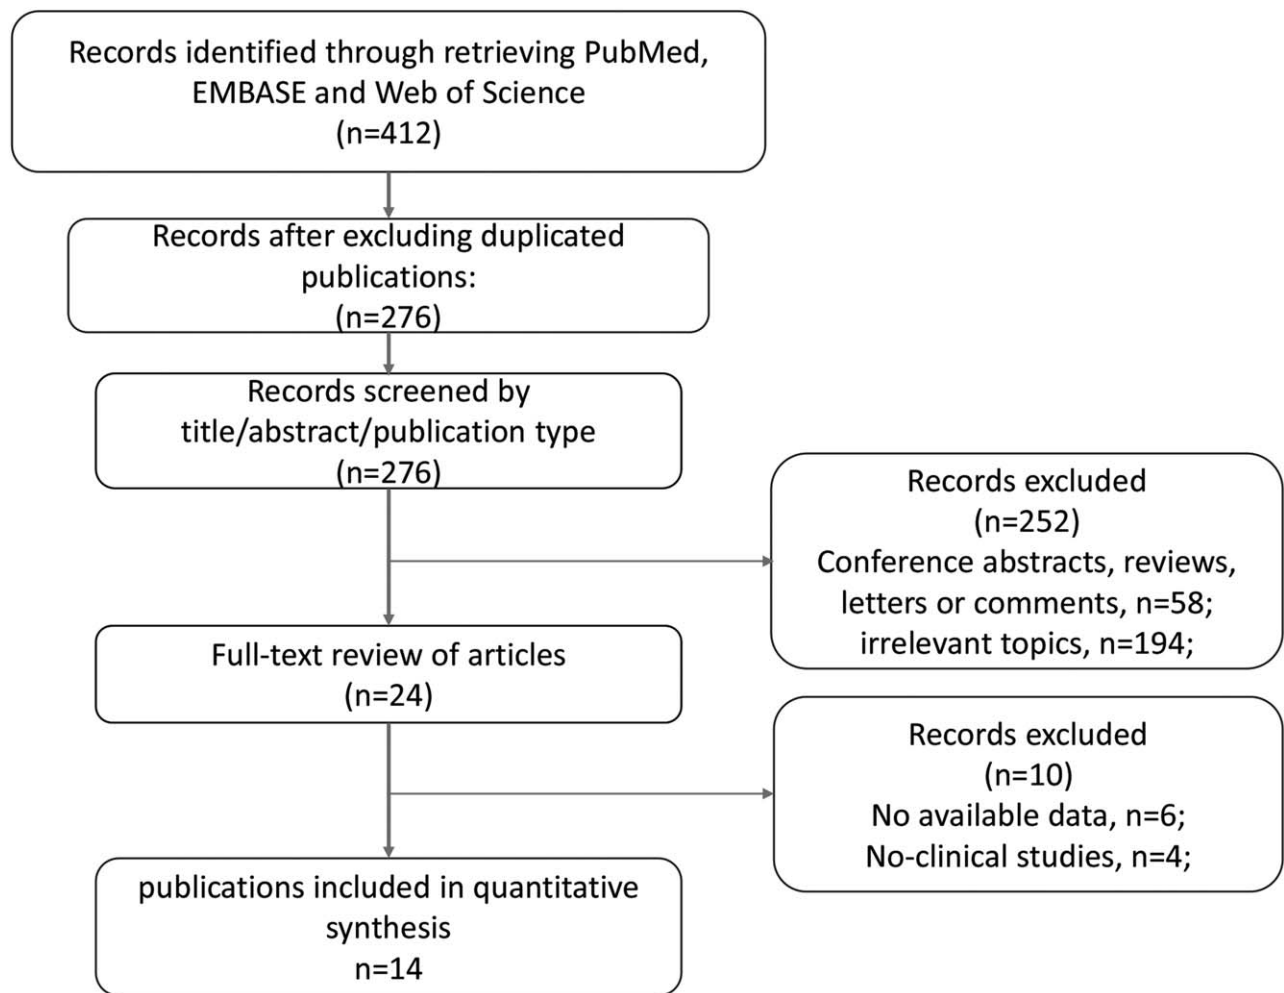 Records identified through retrieving PubMed,
EMBASE and Web of Science
(n=412)
Records after excluding duplicated
publications:
(n=276)
Records screened by
title/abstract/publication type
(n=276)
Records excluded
(n=252)
Conference abstracts, reviews,
letters or comments, n=58;
irrelevant topics, n=194;
Full-text review of articles
(n=24)
Records excluded
(n=10)
No available data, n=6;
No-clinical studies, n=4;
publications included in quantitative
synthesis
n=14